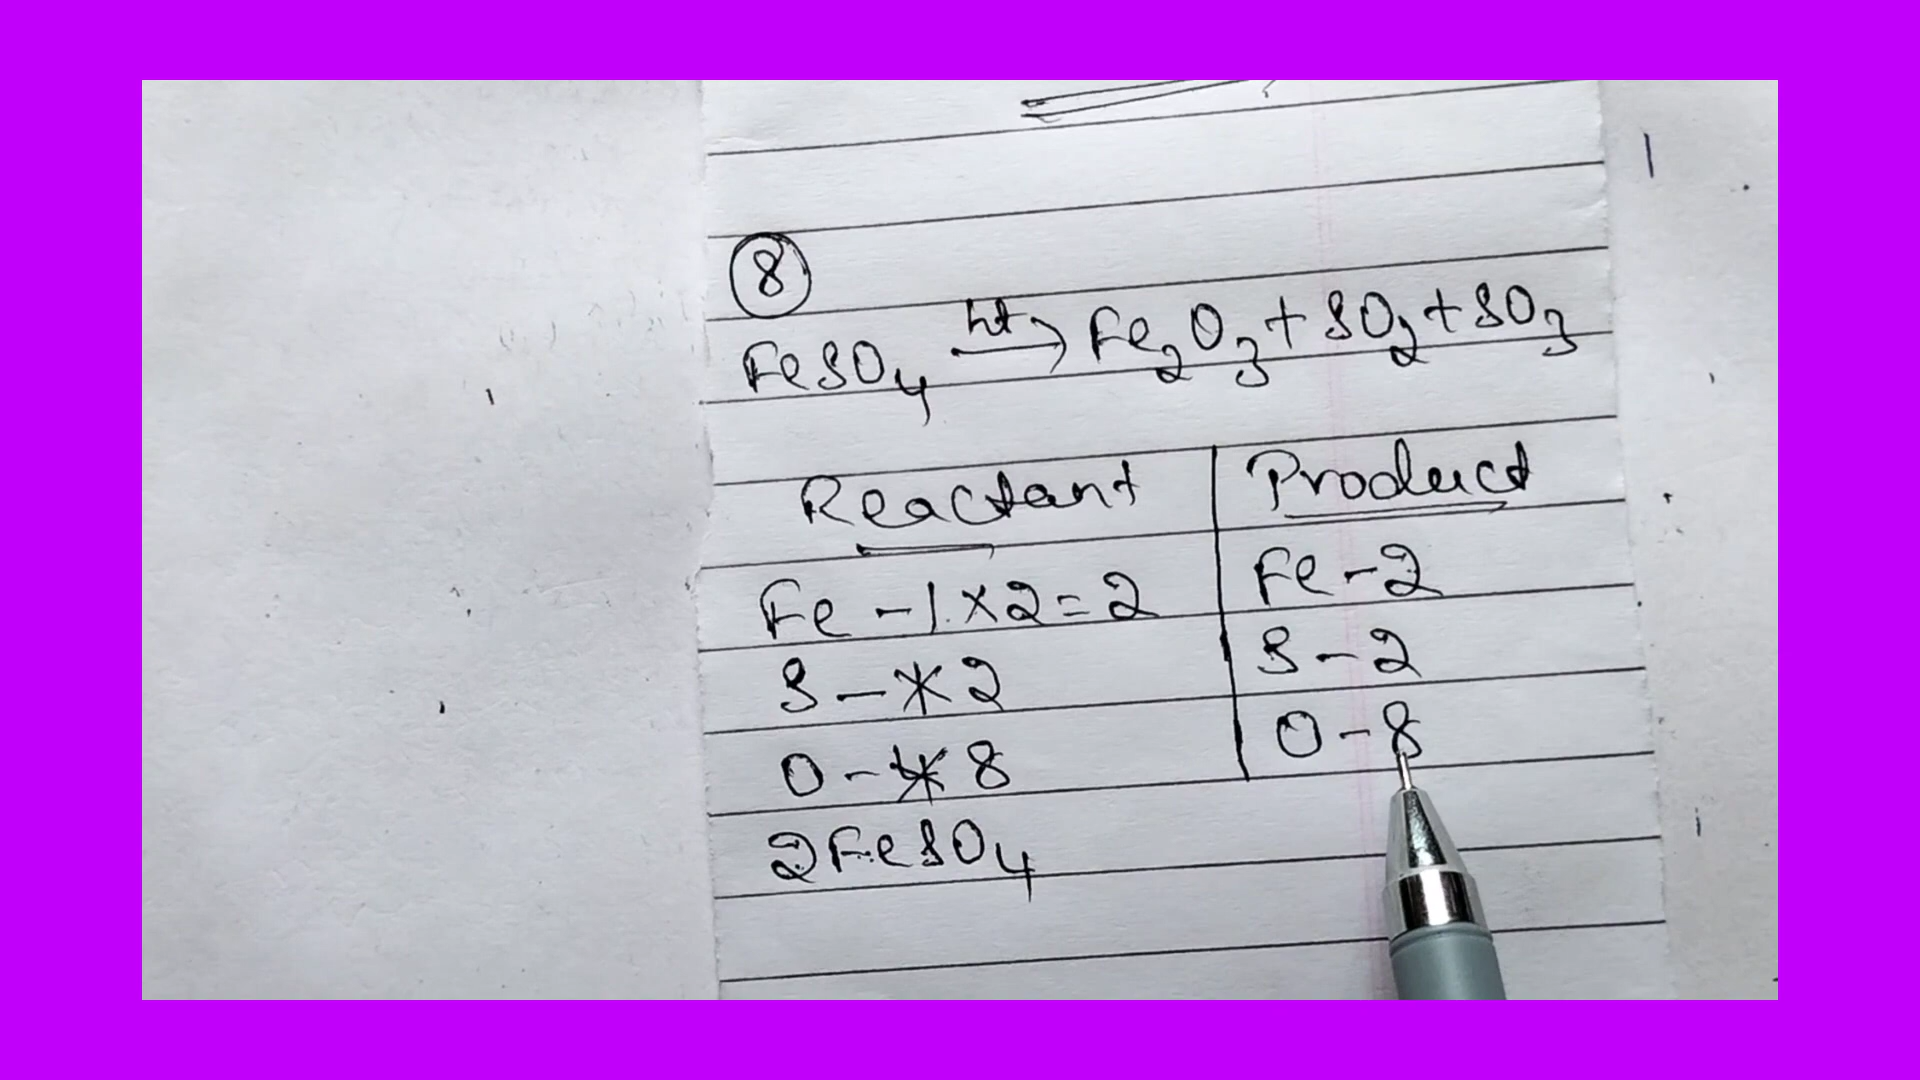 8
FeSO4 ht→ Fe2O3 + SO2 + SO3
Reactant Product
Fe - 1 × 2 = 2 Fe - 2
S - 2 S - 2
O - 4 8 O - 8
2FeSO4